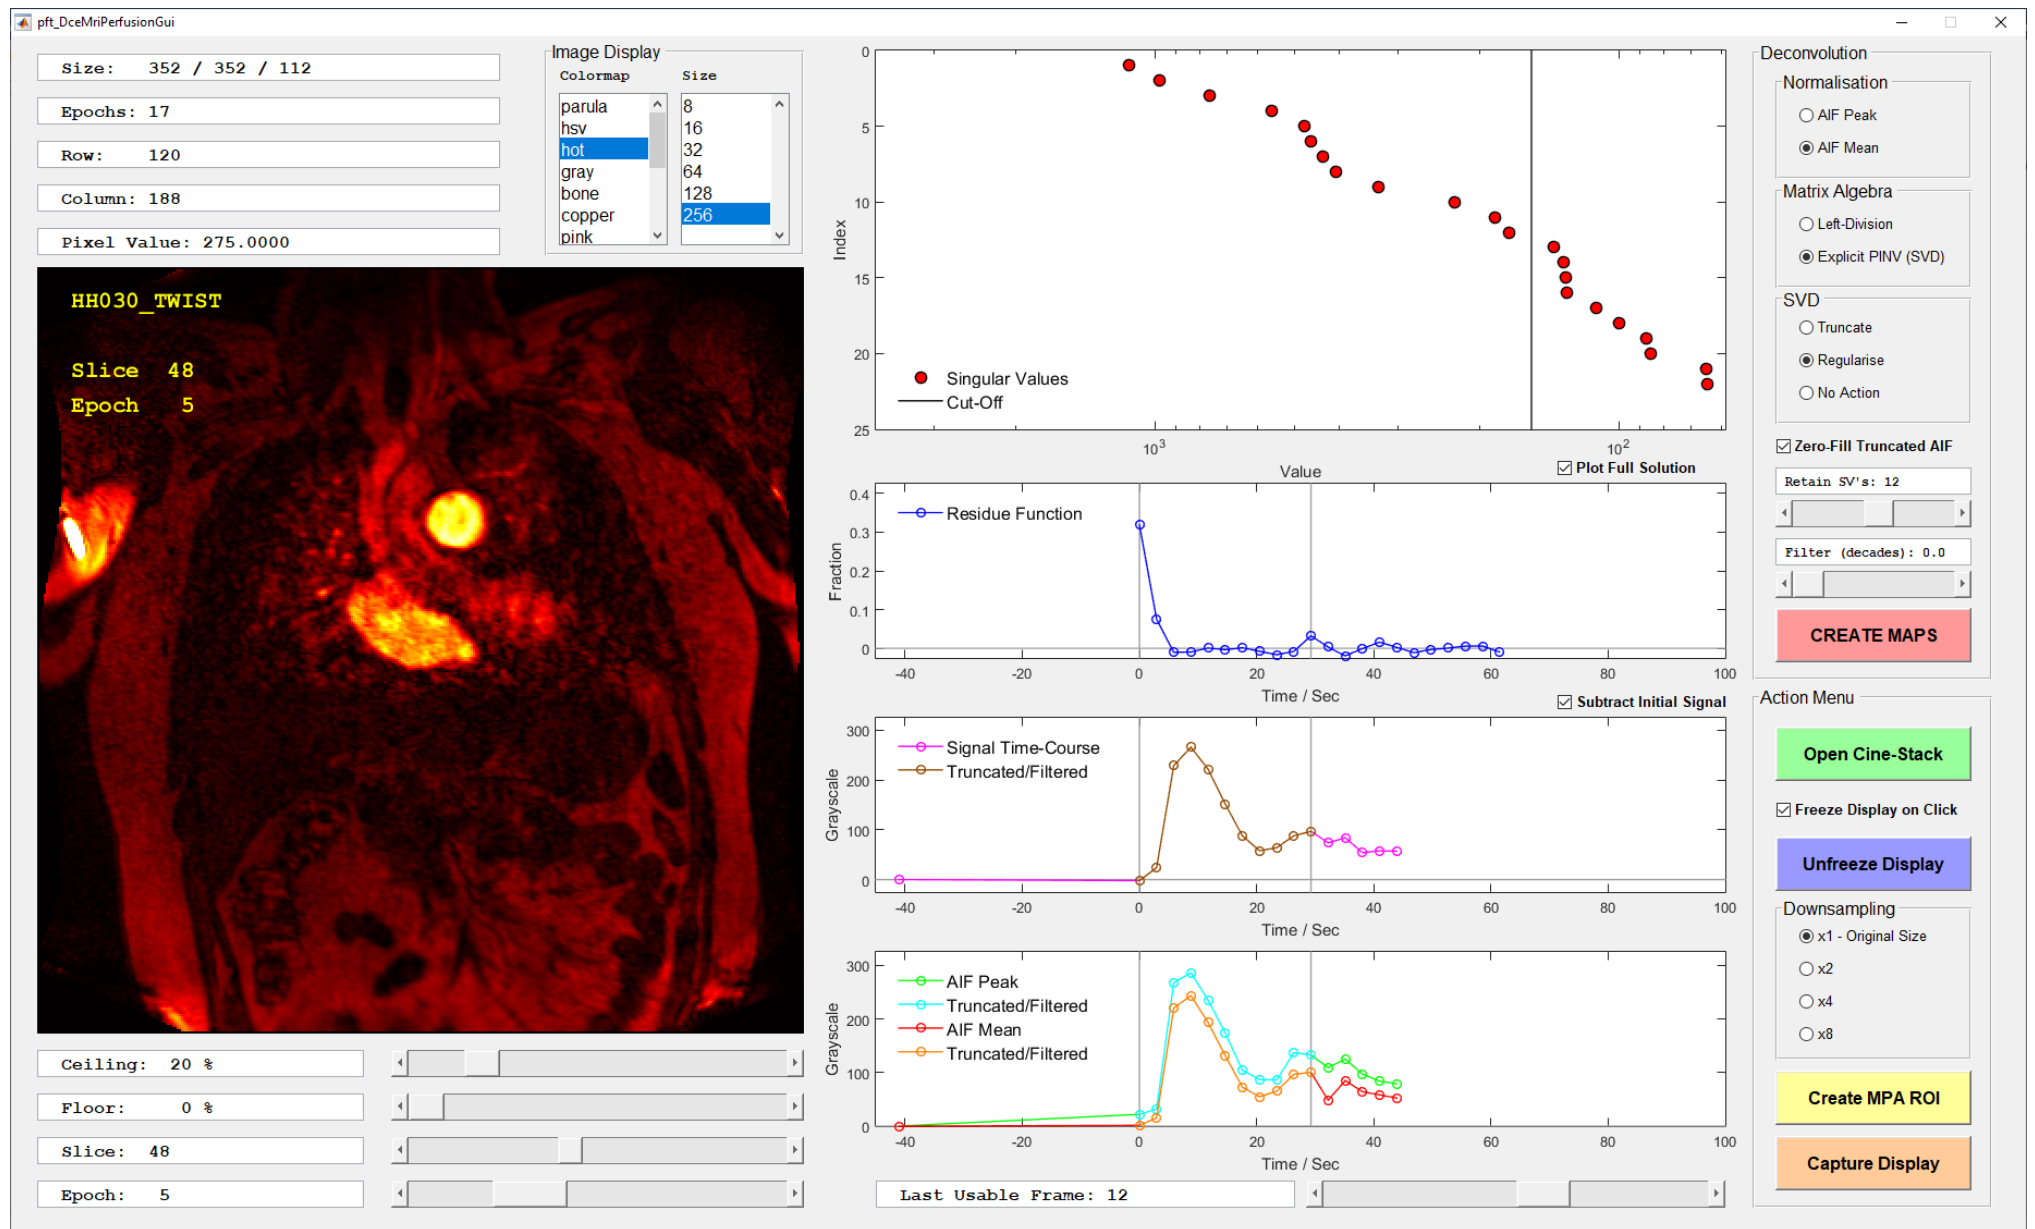 pft_DceMriPerfusionGui
Size: 352 / 352 / 112
Epochs: 17
Row: 120
Column: 188
Pixel Value: 275.0000
Image Display
Colormap Size
parula 8
hsv 16
hot 32
gray 64
bone 128
copper 256
pink
HH030_TWIST
Slice 48
Epoch 5
Ceiling: 20 %
Floor: 0 %
Slice: 48
Epoch: 5
0
5
10
15
20
25
Index
Singular Values
Cut-Off
10^3 10^2
Value
Plot Full Solution
0.4
0.3
0.2
0.1
0
Fraction
Residue Function
-40 -20 0 20 40 60 80 100
Time / Sec
Subtract Initial Signal
300
200
100
0
Grayscale
Signal Time-Course
Truncated/Filtered
-40 -20 0 20 40 60 80 100
Time / Sec
300
200
100
0
Grayscale
AIF Peak
Truncated/Filtered
AIF Mean
Truncated/Filtered
-40 -20 0 20 40 60 80 100
Time / Sec
Last Usable Frame: 12
Deconvolution
Normalisation
AIF Peak
AIF Mean
Matrix Algebra
Left-Division
Explicit PINV (SVD)
SVD
Truncate
Regularise
No Action
Zero-Fill Truncated AIF
Retain SV's: 12
Filter (decades): 0.0
CREATE MAPS
Action Menu
Open Cine-Stack
Freeze Display on Click
Unfreeze Display
Downsampling
x1 - Original Size
x2
x4
x8
Create MPA ROI
Capture Display